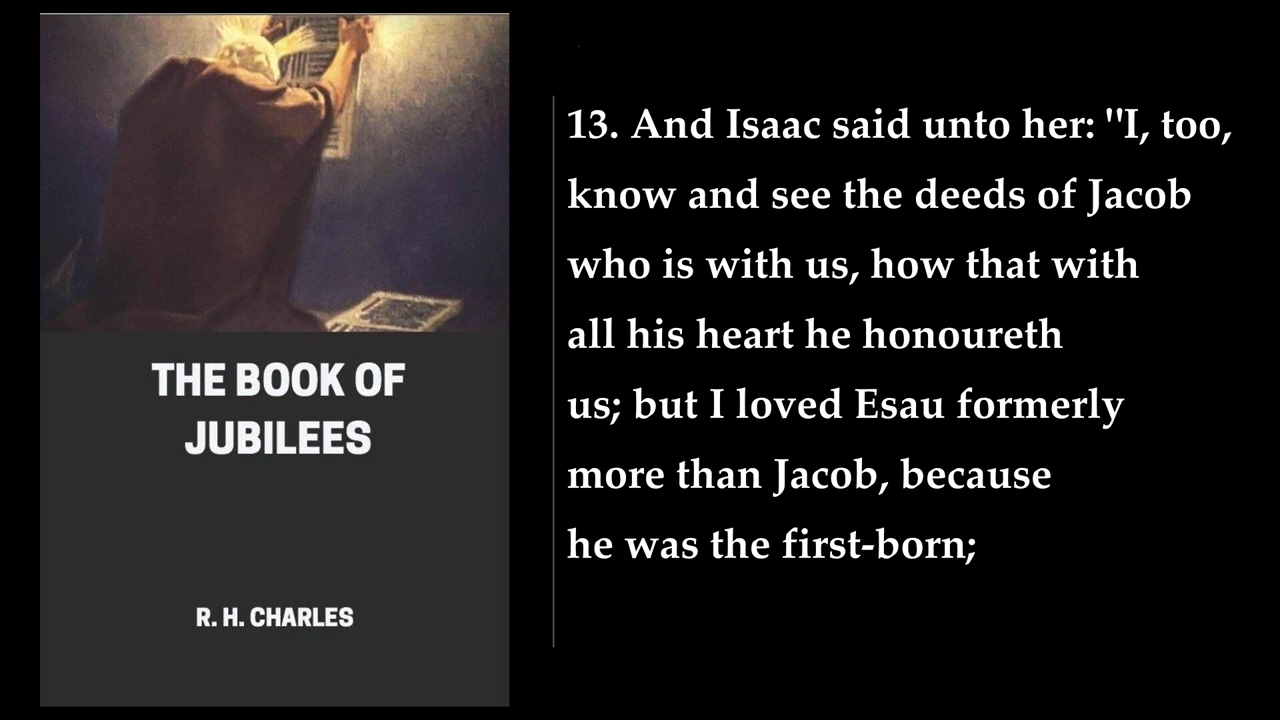 THE BOOK OF
JUBILEES
R. H. CHARLES
13. And Isaac said unto her: "I, too,
know and see the deeds of Jacob
who is with us, how that with
all his heart he honoureth
us; but I loved Esau formerly
more than Jacob, because
he was the first-born;